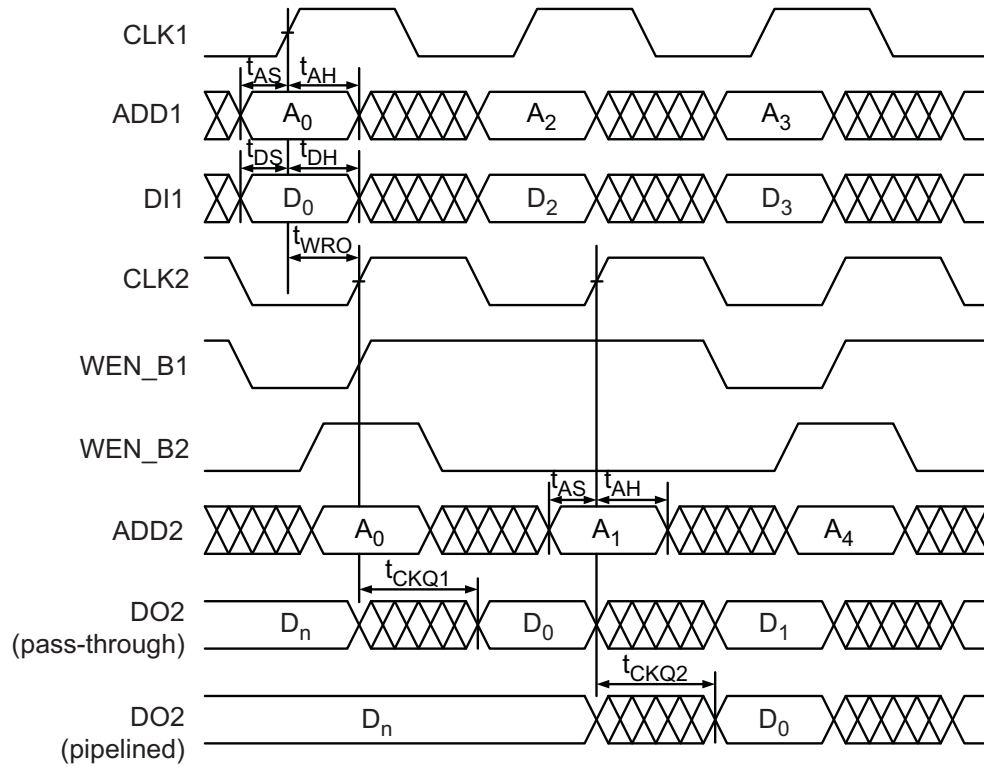 CLK1
tAS tAH
ADD1 A0 A2 A3
tDS tDH
DI1 D0 D2 D3
tWRO
CLK2
WEN_B1
WEN_B2
tAS tAH
ADD2 A0 A1 A4
tCKQ1
DO2
(pass-through)
Dn D0 D1
tCKQ2
DO2
(pipelined)
Dn D0